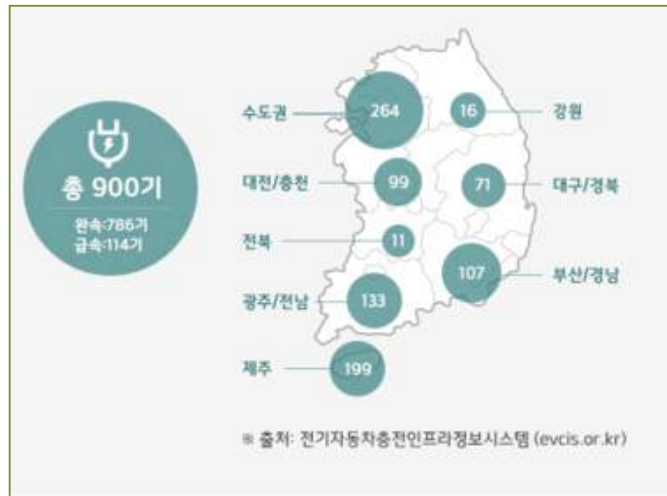 총 900기
완속:786기
급속:114기
수도권 264
16 강원
대전/충천 99
71 대구/경북
전북 11
107 부산/경남
광주/전남 133
제주 199
※ 출처: 전기자동차충전인프라정보시스템 (evcis.or.kr)